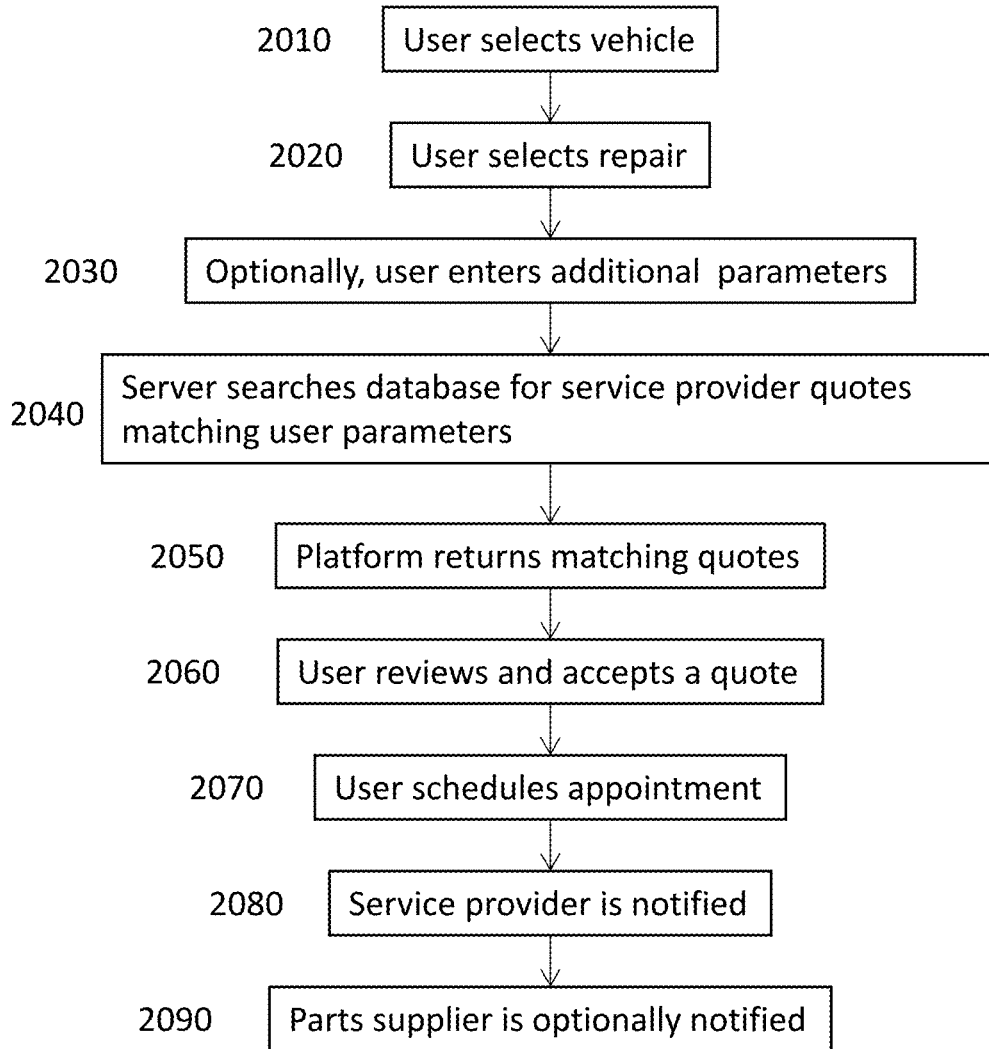 2010 User selects vehicle
2020 User selects repair
2030 Optionally, user enters additional parameters
2040 Server searches database for service provider quotes
matching user parameters
2050 Platform returns matching quotes
2060 User reviews and accepts a quote
2070 User schedules appointment
2080 Service provider is notified
2090 Parts supplier is optionally notified